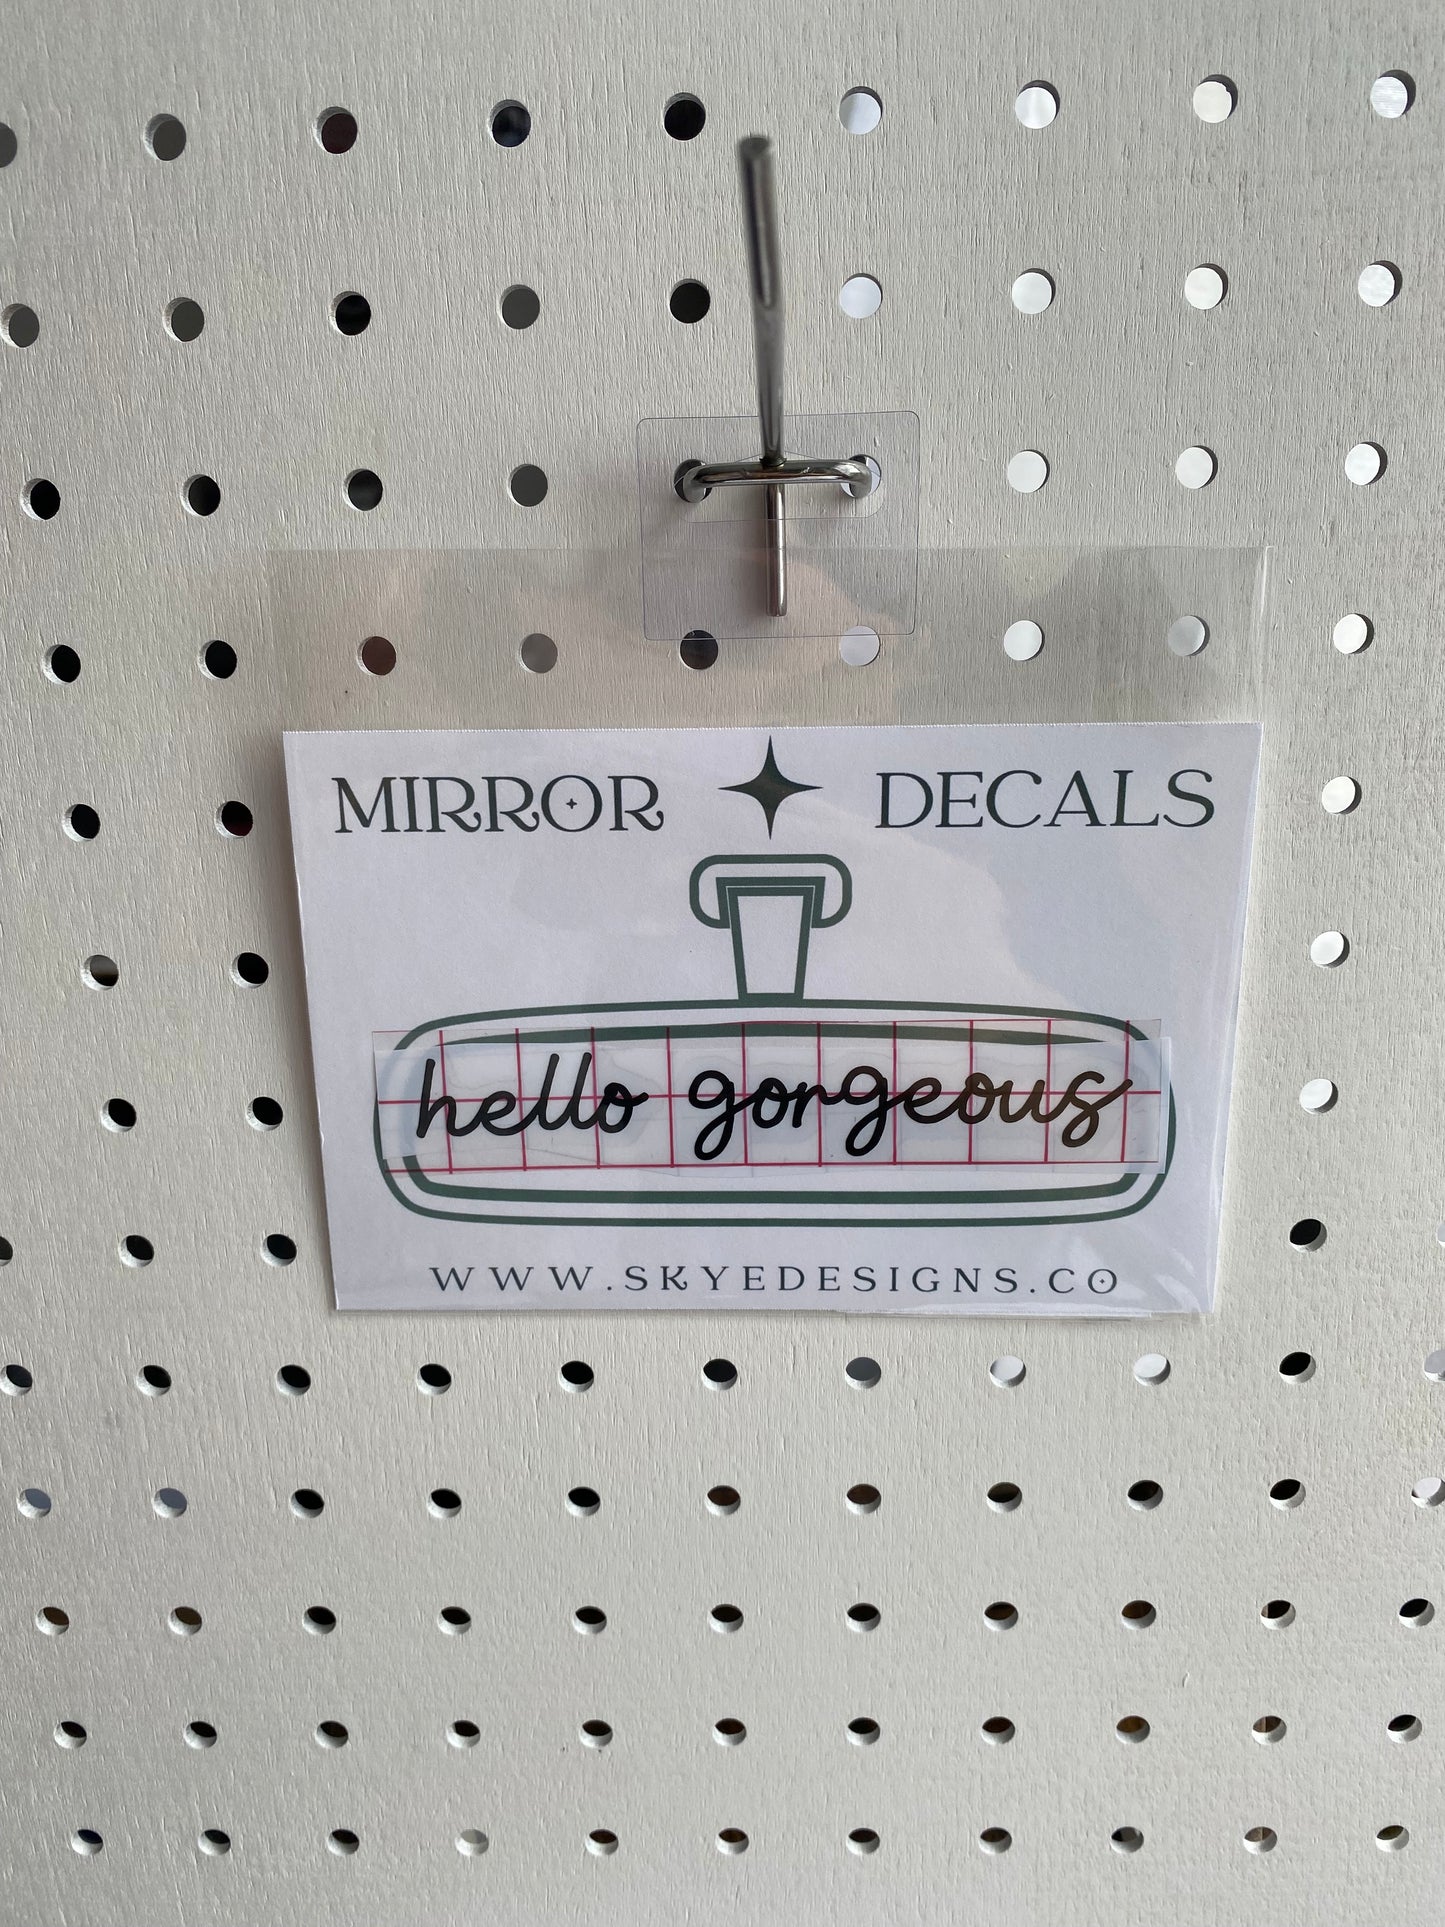 MIRROR DECALS
hello gorgeous
WWW.SKYEDESIGNS.CO